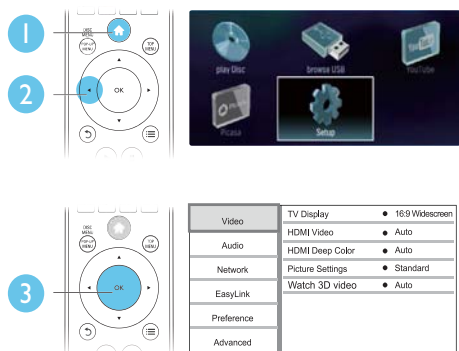 1
DISC
MENU
POP-UP
MENU
TOP
MENU
2
OK
play Disc
browse USB
YouTube
Picasa
Setup
DISC
MENU
POP-UP
MENU
TOP
MENU
3
OK
Video
Audio
Network
EasyLink
Preference
Advanced
TV Display ● 16:9 Widescreen
HDMI Video ● Auto
HDMI Deep Color ● Auto
Picture Settings ● Standard
Watch 3D video ● Auto